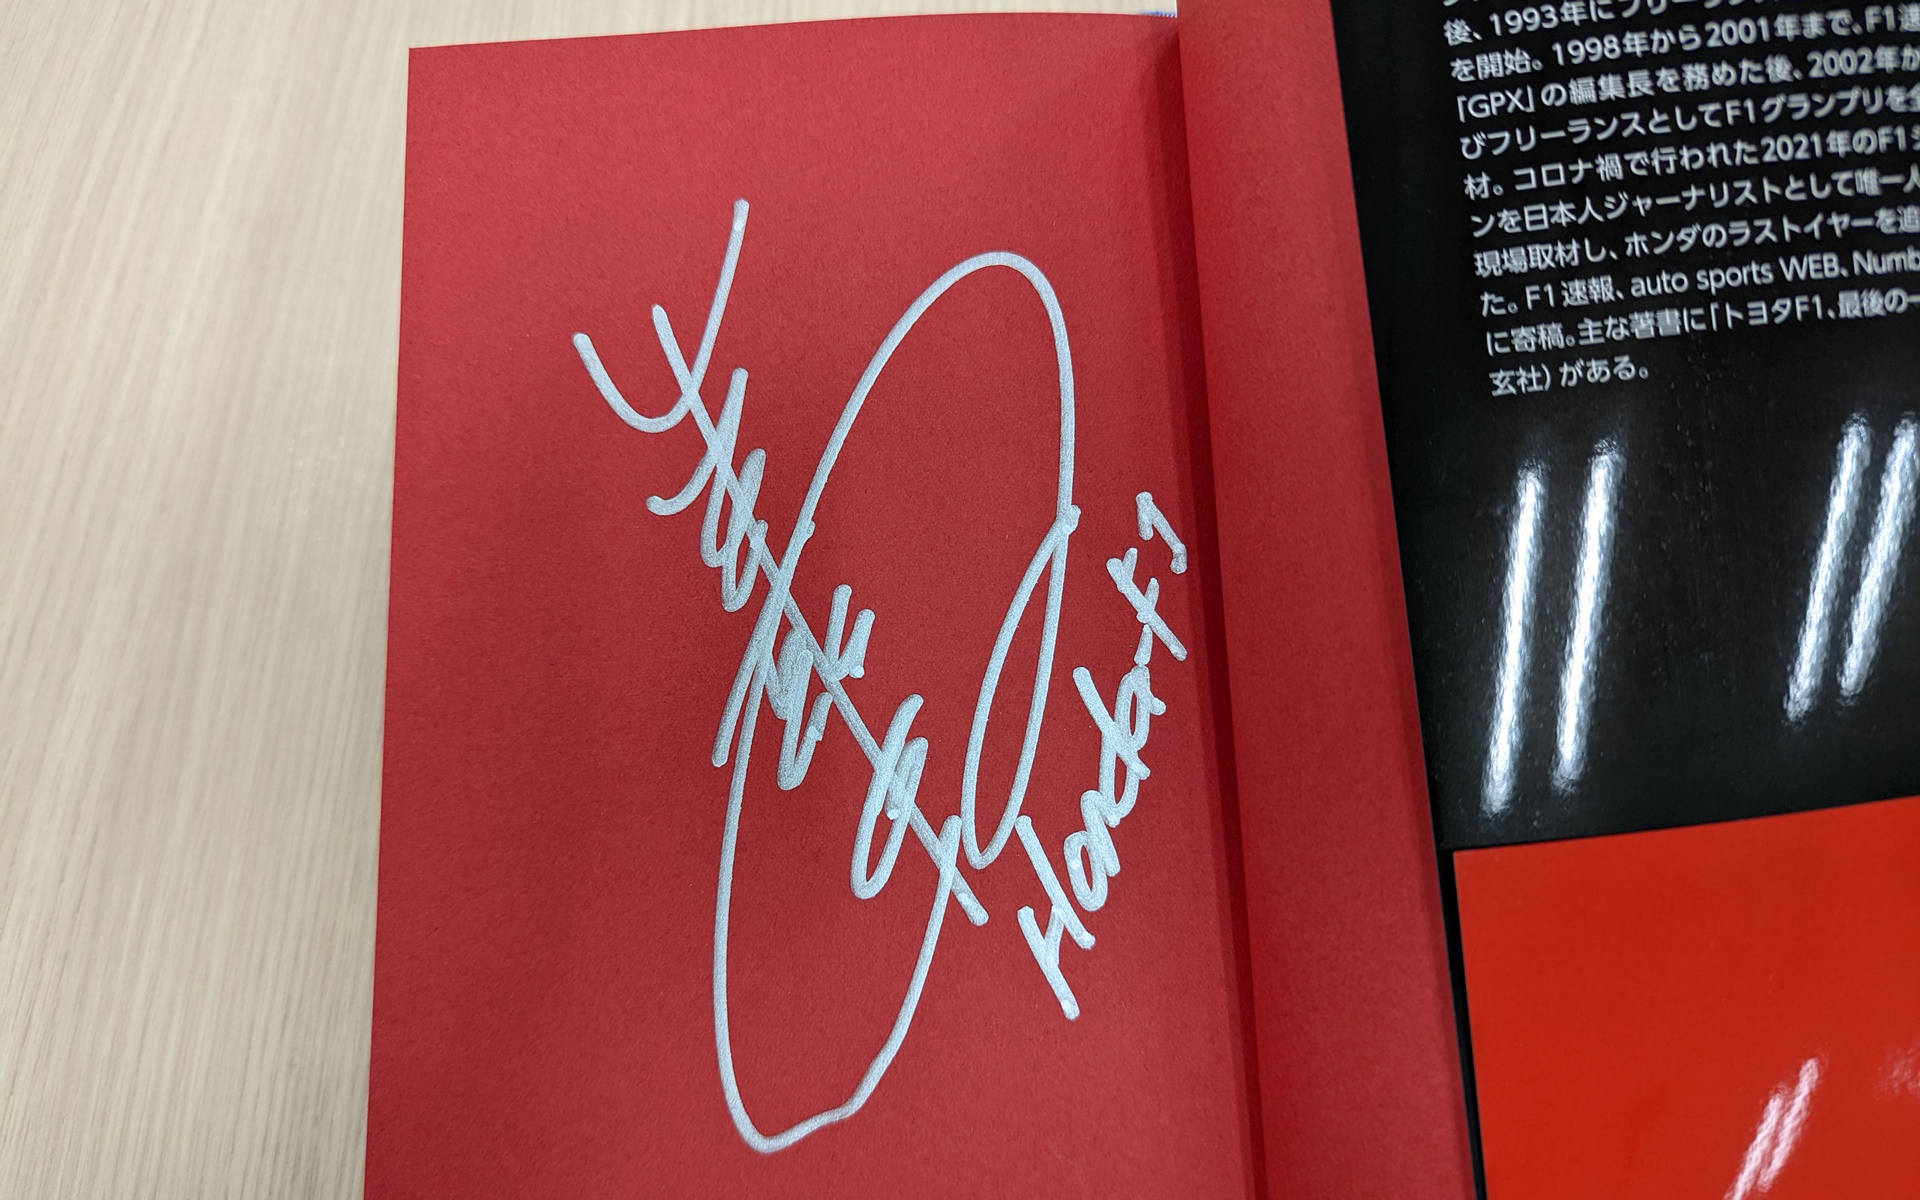 Honda F1
後、1993年にフリーラン
を開始。1998年から2001年まで、F1速
「GPX」の編集長を務めた後、2002年か
びフリーランスとしてF1グランプリを全
材。コロナ禍で行われた2021年のF1シ
ンを日本人ジャーナリストとして唯一人
現場取材し、ホンダのラストイヤーを追
た。F1速報、auto sports WEB、Numb
に寄稿。主な著書に「トヨタF1、最後の一
玄社）がある。